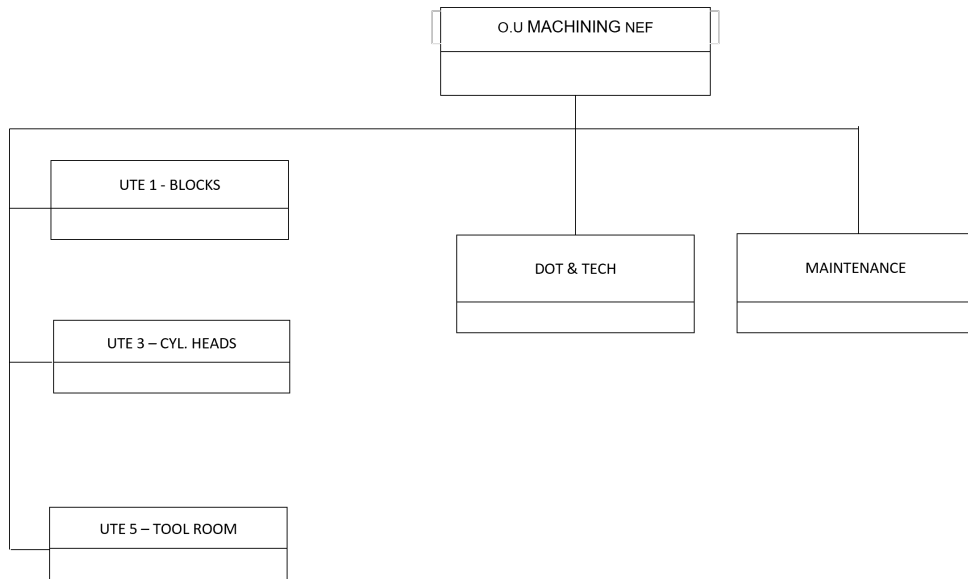 O.U MACHINING NEF
UTE 1 - BLOCKS
DOT & TECH
MAINTENANCE
UTE 3 – CYL. HEADS
UTE 5 – TOOL ROOM